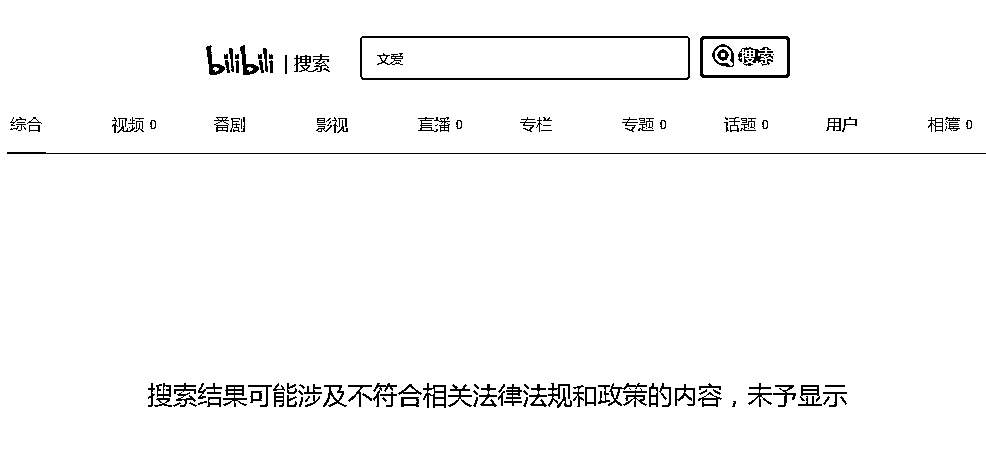 bilibili | 搜索 文爱 搜索
综合 视频 0 番剧 影视 直播 0 专栏 专题 0 话题 0 用户 相簿 0
搜索结果可能涉及不符合相关法律法规和政策的内容，未予显示